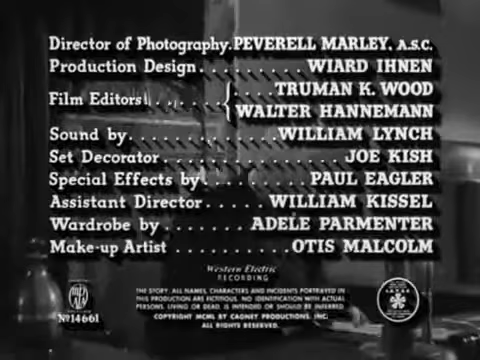 Director of Photography. PEVERELL MARLEY, A.S.C.
Production Design . . . . . . . . . WIARD IHNEN
Film Editors . . . . . . . { . . . . . TRUMAN K. WOOD
WALTER HANNEMANN
Sound by . . . . . . . . . . . . . WILLIAM LYNCH
Set Decorator . . . . . . . . . . . . . . . . JOE KISH
Special Effects by . . . . . . . . . PAUL EAGLER
Assistant Director . . . . . WILLIAM KISSEL
Wardrobe by . . . . . . . ADELE PARMENTER
Make-up Artist . . . . . . . . . . OTIS MALCOLM
Western Electric
RECORDING
THE STORY, ALL NAMES, CHARACTERS AND INCIDENTS PORTRAYED IN
THIS PRODUCTION ARE FICTITIOUS. NO IDENTIFICATION WITH ACTUAL
PERSONS, LIVING OR DEAD, IS INTENDED OR SHOULD BE INFERRED
COPYRIGHT MCML BY CAGNEY PRODUCTIONS, INC.
ALL RIGHTS RESERVED.
No 14661